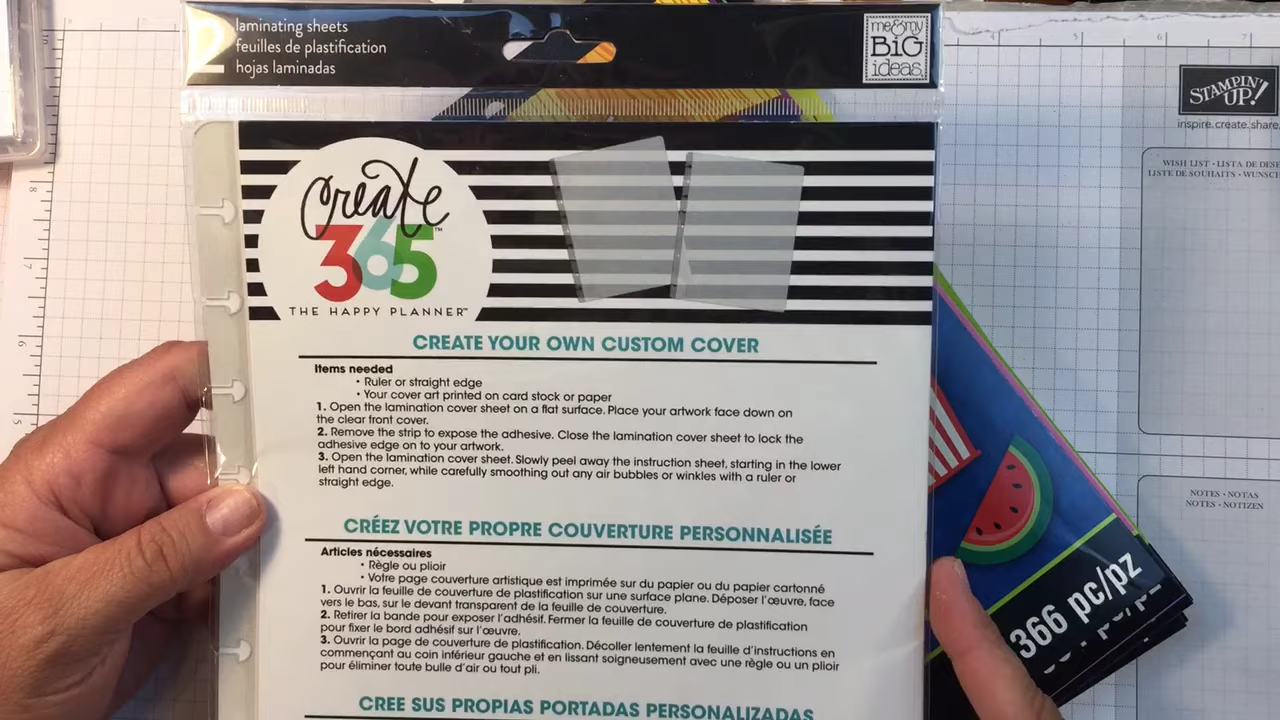 laminating sheets
feuilles de plastification
hojas laminadas
me & my
BiG
ideas
create
365™
THE HAPPY PLANNER™
CREATE YOUR OWN CUSTOM COVER
Items needed
• Ruler or straight edge
• Your cover art printed on card stock or paper
1. Open the lamination cover sheet on a flat surface. Place your artwork face down on
the clear front cover.
2. Remove the strip to expose the adhesive. Close the lamination cover sheet to lock the
adhesive edge on to your artwork.
3. Open the lamination cover sheet. Slowly peel away the instruction sheet, starting in the lower
left hand corner, while carefully smoothing out any air bubbles or winkles with a ruler or
straight edge.
CRÉEZ VOTRE PROPRE COUVERTURE PERSONNALISÉE
Articles nécessaires
• Règle ou plioir
• Votre page couverture artistique est imprimée sur du papier ou du papier cartonné
1. Ouvrir la feuille de couverture de plastification sur une surface plane. Déposer l'œuvre, face
vers le bas, sur le devant transparent de la feuille de couverture.
2. Retirer la bande pour exposer l'adhésif. Fermer la feuille de couverture de plastification
pour fixer le bord adhésif sur l'œuvre.
3. Ouvrir la page de couverture de plastification. Décoller lentement la feuille d'instructions en
commençant au coin inférieur gauche et en lissant soigneusement avec une règle ou un plioir
pour éliminer toute bulle d'air ou tout pli.
CREE SUS PROPIAS PORTADAS PERSONALIZADAS
366 pc/pz
STAMPIN' UP!
inspire. create. share.
WISH LIST • LISTA DE DESE
LISTE DE SOUHAITS • WUNSC
NOTES • NOTAS
NOTES • NOTIZEN
4
6
7
8
7
6
5